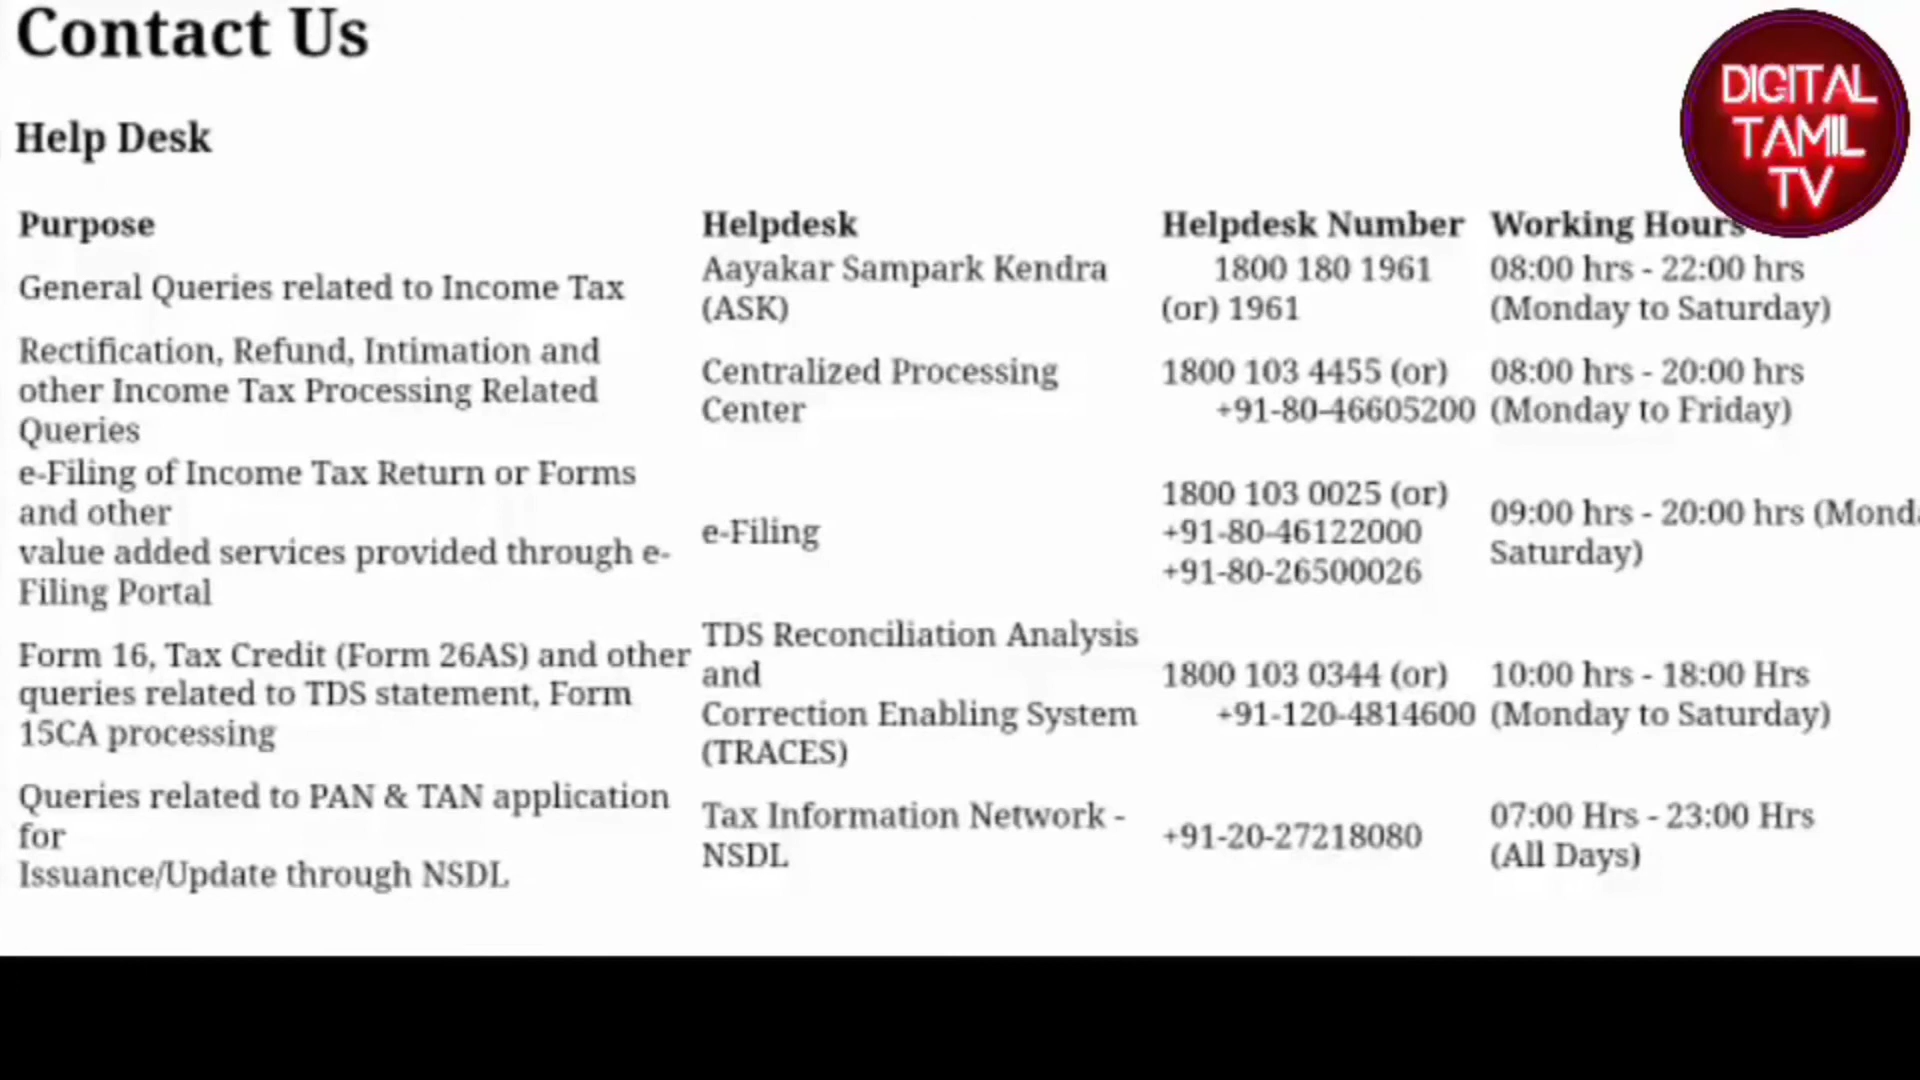 Contact Us
DIGITAL
TAMIL
TV
Help Desk
Purpose Helpdesk Helpdesk Number Working Hours
General Queries related to Income Tax
Aayakar Sampark Kendra
(ASK)
1800 180 1961
(or) 1961
08:00 hrs - 22:00 hrs
(Monday to Saturday)
Rectification, Refund, Intimation and
other Income Tax Processing Related
Queries
Centralized Processing
Center
1800 103 4455 (or)
+91-80-46605200
08:00 hrs - 20:00 hrs
(Monday to Friday)
e-Filing of Income Tax Return or Forms
and other
value added services provided through e-
Filing Portal
e-Filing
1800 103 0025 (or)
+91-80-46122000
+91-80-26500026
09:00 hrs - 20:00 hrs (Mond
Saturday)
Form 16, Tax Credit (Form 26AS) and other
queries related to TDS statement, Form
15CA processing
TDS Reconciliation Analysis
and
Correction Enabling System
(TRACES)
1800 103 0344 (or)
+91-120-4814600
10:00 hrs - 18:00 Hrs
(Monday to Saturday)
Queries related to PAN & TAN application
for
Issuance/Update through NSDL
Tax Information Network -
NSDL
+91-20-27218080
07:00 Hrs - 23:00 Hrs
(All Days)